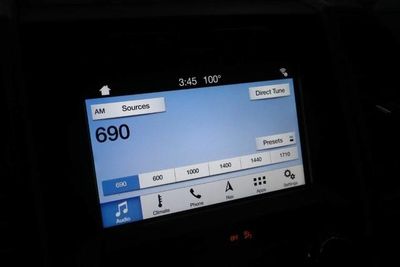 3:45 100°
AM Sources Direct Tune
690
Presets
690 600 1000 1400 1440 1710
Audio Climate Phone Nav Apps Settings